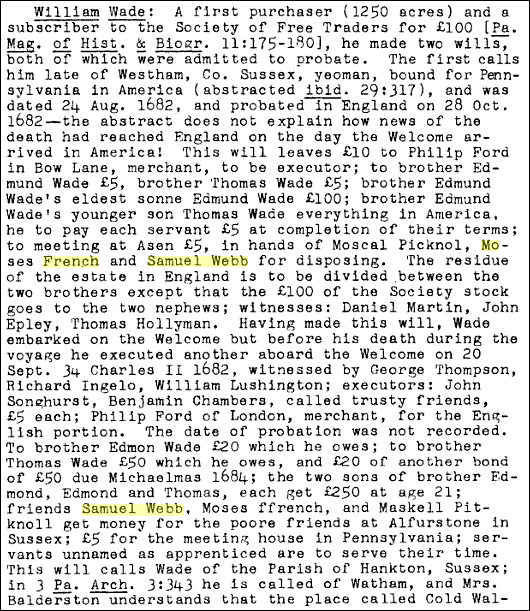 William Wade: A first purchaser (1250 acres) and a
subscriber to the Society of Free Traders for £100 [Pa.
Mag. of Hist. & Biogr. 11:175-180], he made two wills,
both of which were admitted to probate. The first calls
him late of Westham, Co. Sussex, yeoman, bound for Penn-
sylvania in America (abstracted ibid. 29:317), and was
dated 24 Aug. 1682, and probated in England on 28 Oct.
1682—the abstract does not explain how news of the
death had reached England on the day the Welcome ar-
rived in America! This will leaves £10 to Philip Ford
in Bow Lane, merchant, to be executor; to brother Ed-
mund Wade £5, brother Thomas Wade £5; brother Edmund
Wade's eldest sonne Edmund Wade £100; brother Edmund
Wade's younger son Thomas Wade everything in America,
he to pay each servant £5 at completion of their terms;
to meeting at Asen £5, in hands of Moscal Picknol, Mo-
ses French and Samuel Webb for disposing. The residue
of the estate in England is to be divided between the
two brothers except that the £100 of the Society stock
goes to the two nephews; witnesses: Daniel Martin, John
Epley, Thomas Hollyman. Having made this will, Wade
embarked on the Welcome but before his death during the
voyage he executed another aboard the Welcome on 20
Sept. 34 Charles II 1682, witnessed by George Thompson,
Richard Ingelo, William Lushington; executors: John
Songhurst, Benjamin Chambers, called trusty friends,
£5 each; Philip Ford of London, merchant, for the Eng-
lish portion. The date of probation was not recorded.
To brother Edmon Wade £20 which he owes; to brother
Thomas Wade £50 which he owes, and £20 of another bond
of £50 due Michaelmas 1684; the two sons of brother Ed-
mond, Edmond and Thomas, each get £250 at age 21;
friends Samuel Webb, Moses ffrench, and Maskell Pit-
knoll get money for the poore friends at Alfurstone in
Sussex; £5 for the meeting house in Pennsylvania; ser-
vants unnamed as apprenticed are to serve their time.
This will calls Wade of the Parish of Hankton, Sussex;
in 3 Pa. Arch. 3:343 he is called of Watham, and Mrs.
Balderston understands that the place called Cold Wal-